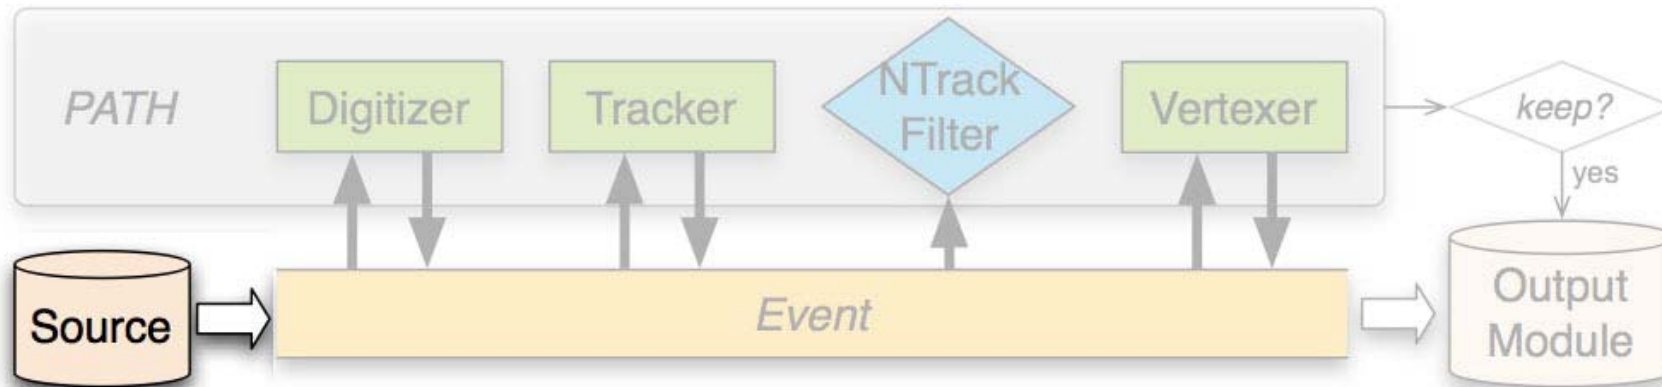 PATH
Digitizer
Tracker
NTrack
Filter
Vertexer
keep?
yes
Source
Event
Output
Module